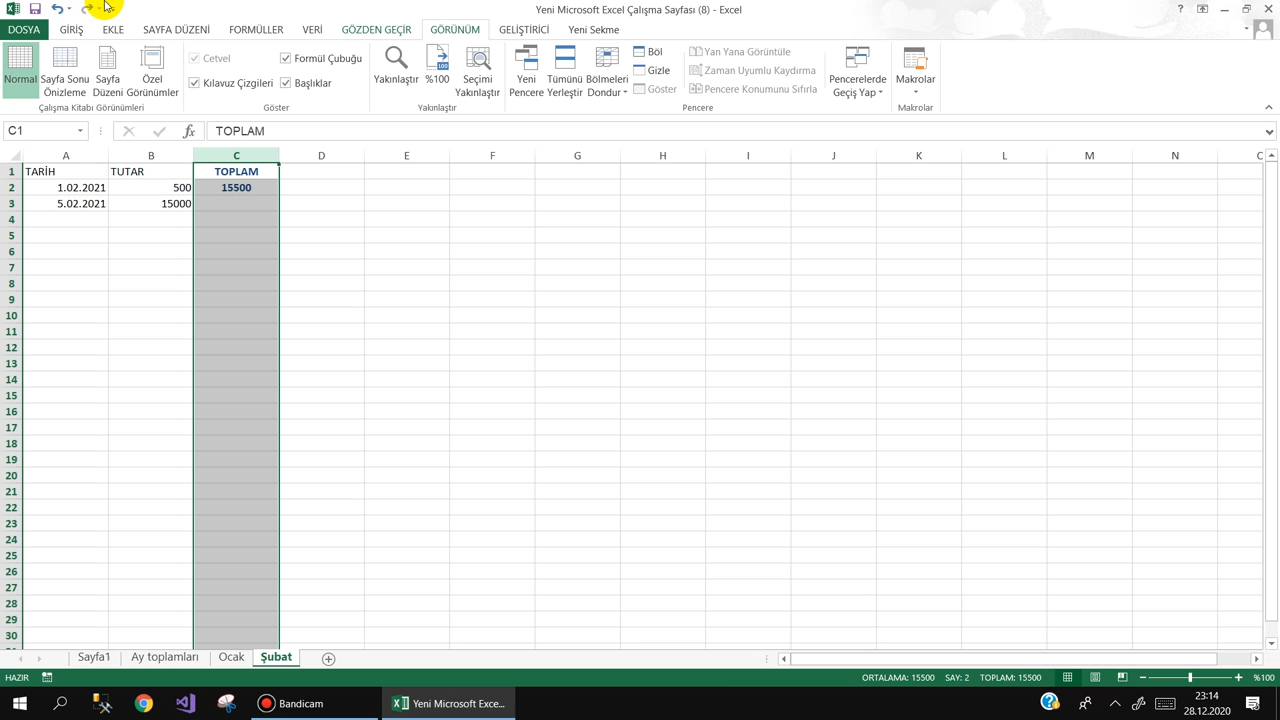 Yeni Microsoft Excel Çalışma Sayfası (8) - Excel
DOSYA GİRİŞ EKLE SAYFA DÜZENİ FORMÜLLER VERİ GÖZDEN GEÇİR GÖRÜNÜM GELİŞTİRİCİ Yeni Sekme
Normal Sayfa Sonu Önizleme Sayfa Düzeni Özel Görünümler
Çalışma Kitabı Görünümleri
Cetvel Formül Çubuğu
Kılavuz Çizgileri Başlıklar
Göster
Yakınlaştır %100 Seçimi Yakınlaştır
Yakınlaştır
Yeni Pencere Tümünü Yerleştir Bölmeleri Dondur
Böl
Gizle
Göster
Yan Yana Görüntüle
Zaman Uyumlu Kaydırma
Pencere Konumunu Sıfırla
Pencerelerde Geçiş Yap
Pencere
Makrolar
Makrolar
C1 fx TOPLAM
A B C D E F G H I J K L M N
1 TARİH TUTAR TOPLAM
2 1.02.2021 500 15500
3 5.02.2021 15000
4
5
6
7
8
9
10
11
12
13
14
15
16
17
18
19
20
21
22
23
24
25
26
27
28
29
30
Sayfa1 Ay toplamları Ocak Şubat
HAZIR ORTALAMA: 15500 SAY: 2 TOPLAM: 15500 %100
Bandicam Yeni Microsoft Exce... 23:14
28.12.2020